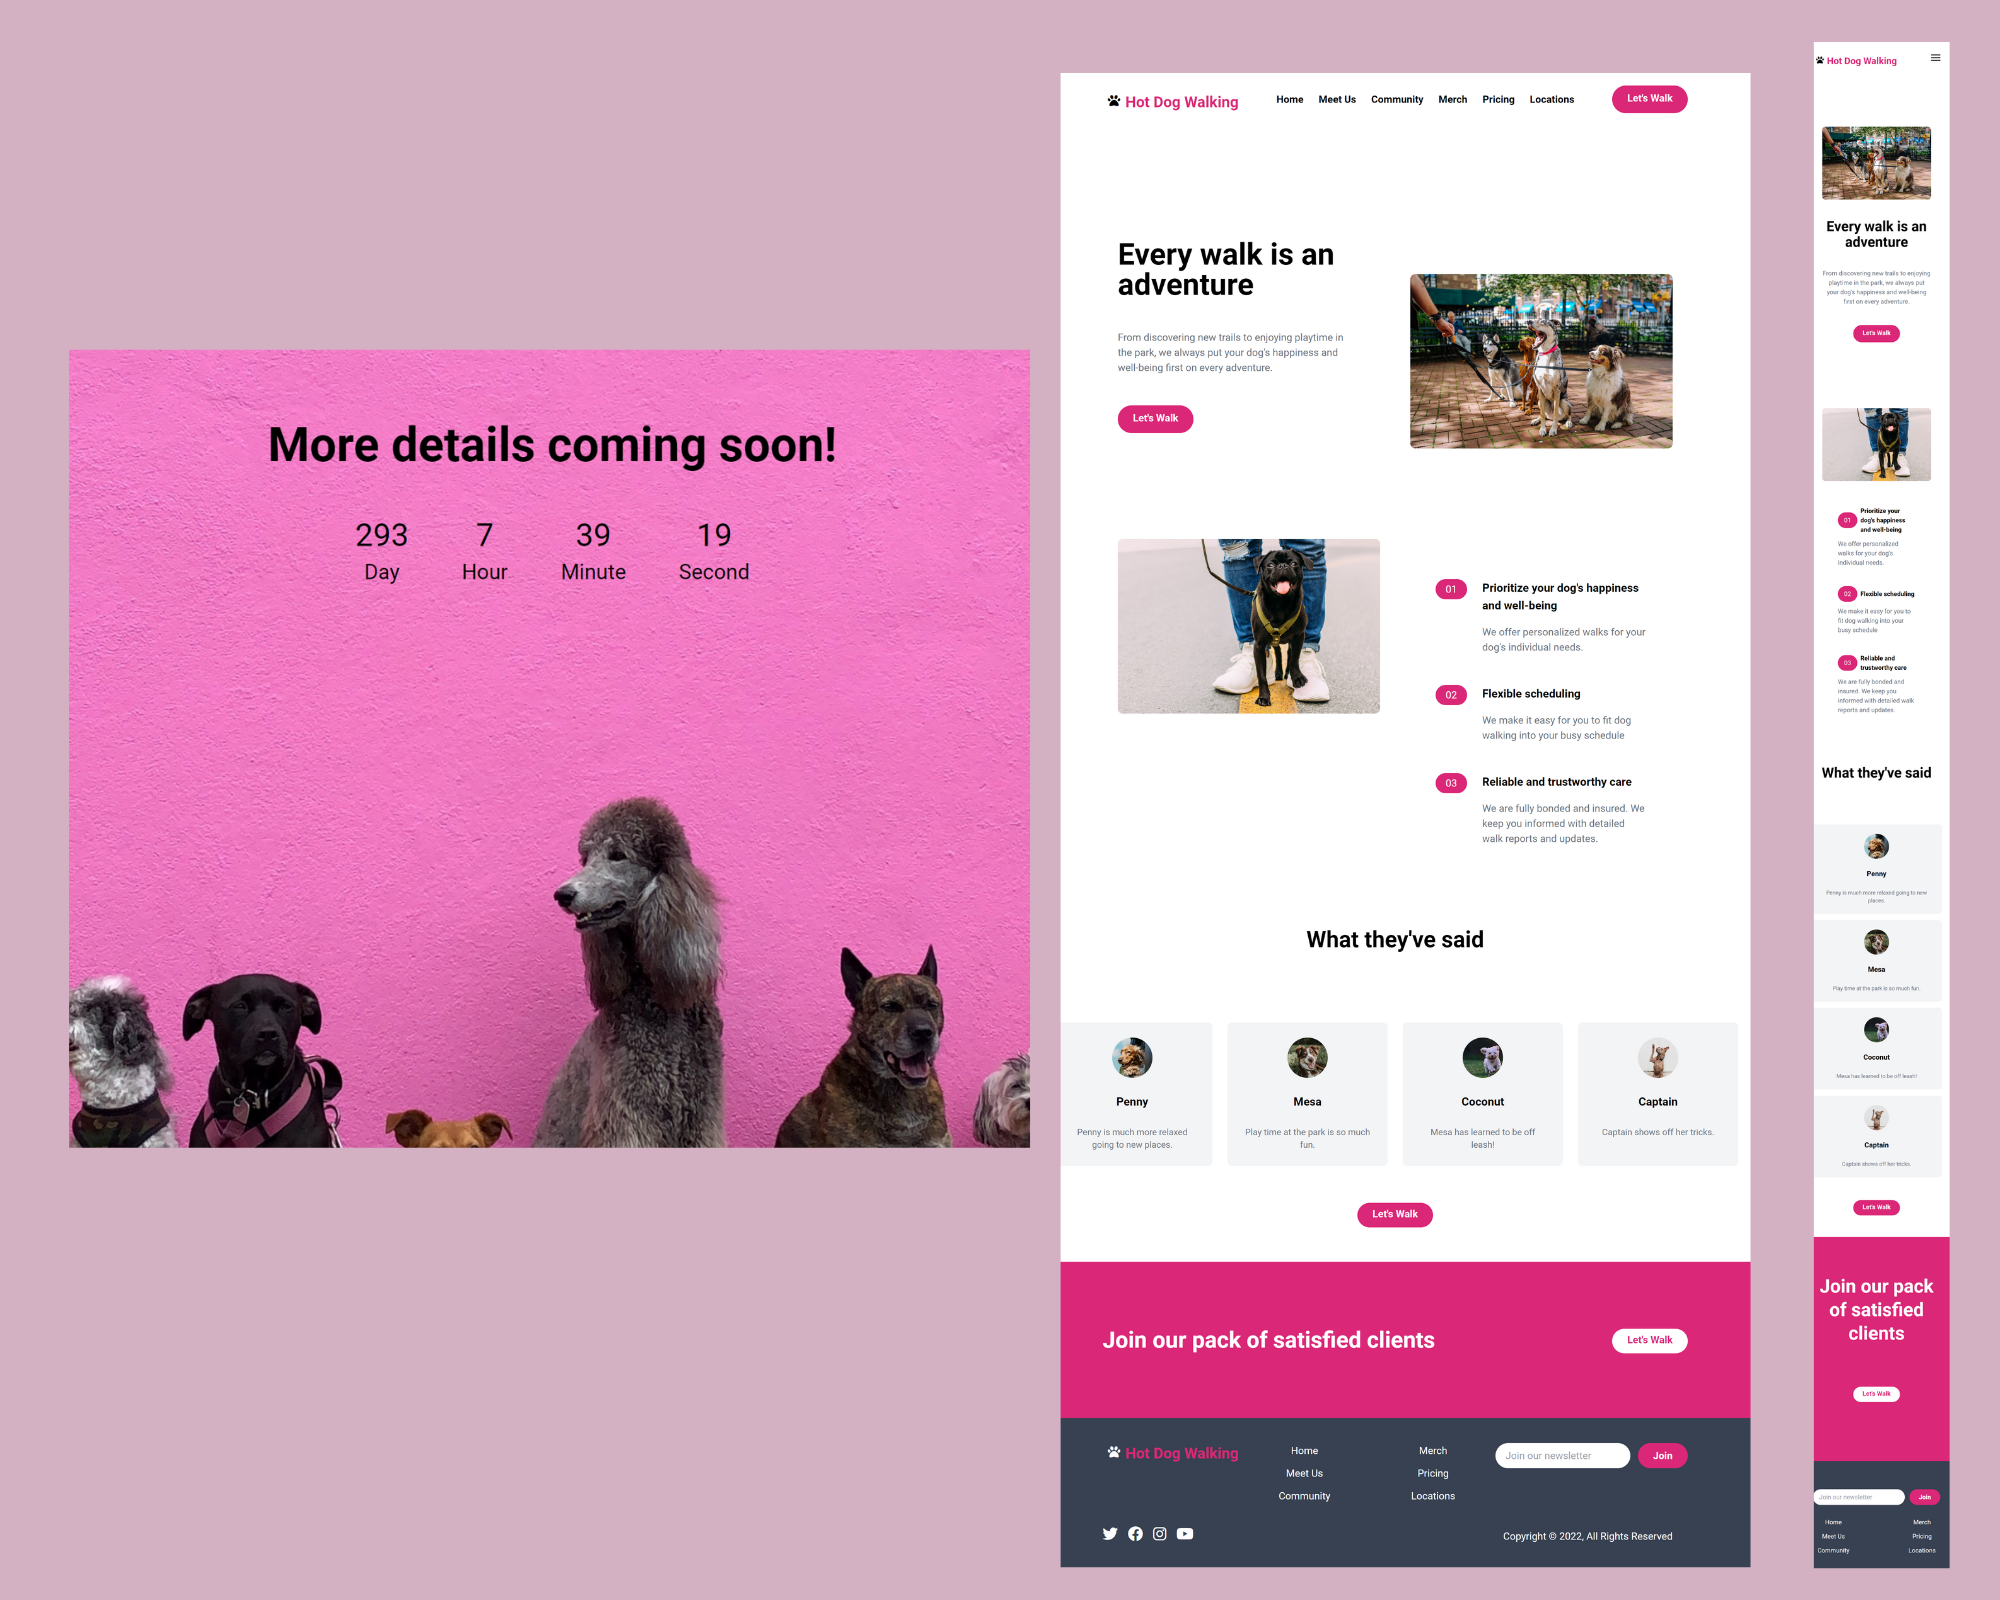 More details coming soon!
293 7 39 19
Day Hour Minute Second
Hot Dog Walking Home Meet Us Community Merch Pricing Locations Let's Walk
Every walk is an
adventure
From discovering new trails to enjoying playtime in
the park, we always put your dog's happiness and
well-being first on every adventure.
Let's Walk
01 Prioritize your dog's happiness
and well-being
We offer personalized walks for your
dog's individual needs.
02 Flexible scheduling
We make it easy for you to fit dog
walking into your busy schedule
03 Reliable and trustworthy care
We are fully bonded and insured. We
keep you informed with detailed
walk reports and updates.
What they've said
Penny Mesa Coconut Captain
Penny is much more relaxed
going to new places.
Play time at the park is so much
fun.
Mesa has learned to be off
leash!
Captain shows off her tricks.
Let's Walk
Join our pack of satisfied clients Let's Walk
Hot Dog Walking
Home
Meet Us
Community
Merch
Pricing
Locations
Join our newsletter Join
Copyright © 2022, All Rights Reserved
Hot Dog Walking
Every walk is an
adventure
From discovering new trails to enjoying
playtime in the park, we always put
your dog's happiness and well-being
first on every adventure.
Let's Walk
01 Prioritize your
dog's happiness
and well-being
We offer personalized
walks for your dog's
individual needs.
02 Flexible scheduling
We make it easy for you to
fit dog walking into your
busy schedule
03 Reliable and
trustworthy care
We are fully bonded and
insured. We keep you
informed with detailed walk
reports and updates.
What they've said
Penny
Penny is much more relaxed going to new
places.
Mesa
Play time at the park is so much fun.
Coconut
Mesa has learned to be off leash!
Captain
Captain shows off her tricks.
Let's Walk
Join our pack
of satisfied
clients
Let's Walk
Join our newsletter Join
Home Merch
Meet Us Pricing
Community Locations